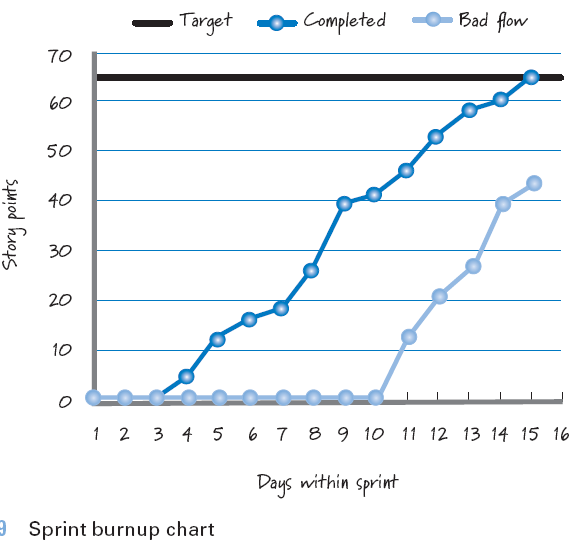 Target Completed Bad flow
70
60
50
40
30
20
10
0
Story points
1 2 3 4 5 6 7 8 9 10 11 12 13 14 15 16
Days within sprint
9 Sprint burnup chart